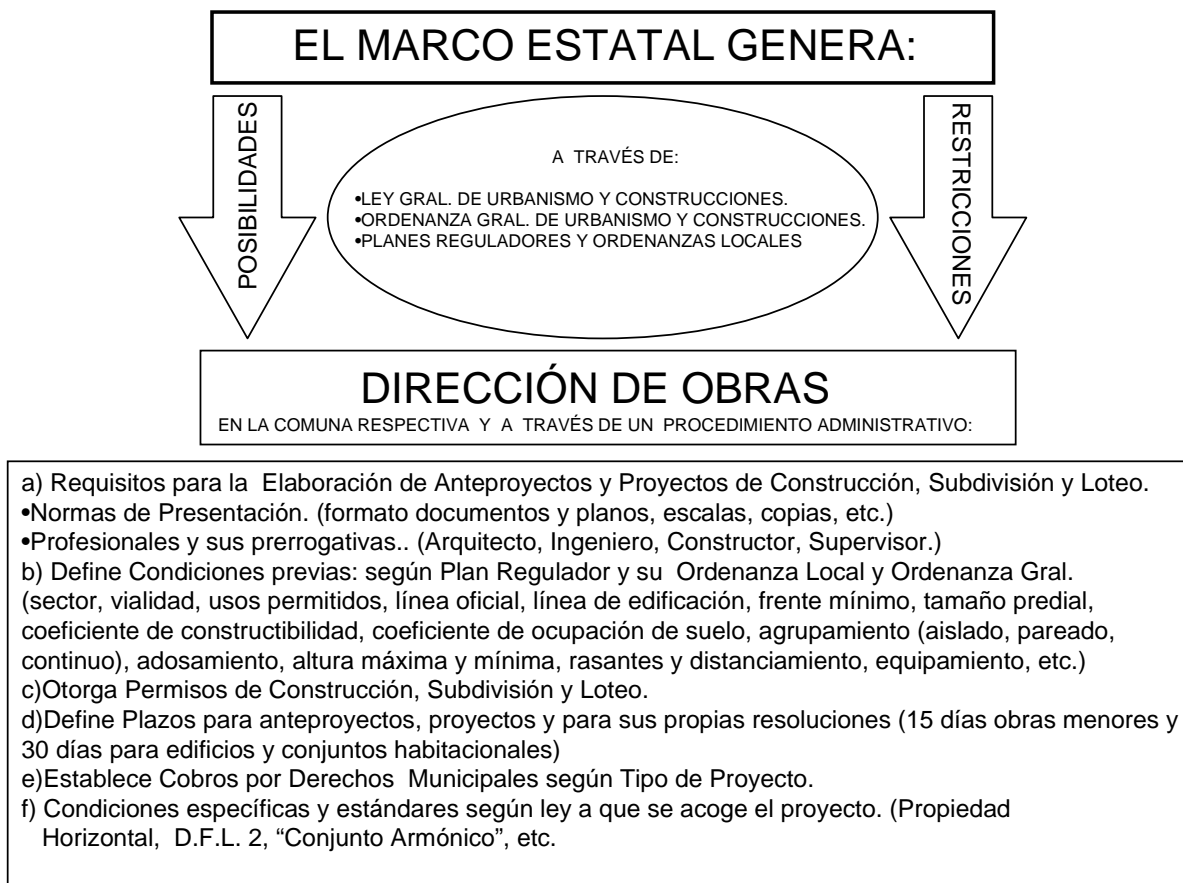 EL MARCO ESTATAL GENERA:
POSIBILIDADES
A TRAVÉS DE:
•LEY GRAL. DE URBANISMO Y CONSTRUCCIONES.
•ORDENANZA GRAL. DE URBANISMO Y CONSTRUCCIONES.
•PLANES REGULADORES Y ORDENANZAS LOCALES
RESTRICCIONES
DIRECCIÓN DE OBRAS
EN LA COMUNA RESPECTIVA Y A TRAVÉS DE UN PROCEDIMIENTO ADMINISTRATIVO:
a) Requisitos para la Elaboración de Anteproyectos y Proyectos de Construcción, Subdivisión y Loteo.
•Normas de Presentación. (formato documentos y planos, escalas, copias, etc.)
•Profesionales y sus prerrogativas.. (Arquitecto, Ingeniero, Constructor, Supervisor.)
b) Define Condiciones previas: según Plan Regulador y su Ordenanza Local y Ordenanza Gral.
(sector, vialidad, usos permitidos, línea oficial, línea de edificación, frente mínimo, tamaño predial,
coeficiente de constructibilidad, coeficiente de ocupación de suelo, agrupamiento (aislado, pareado,
continuo), adosamiento, altura máxima y mínima, rasantes y distanciamiento, equipamiento, etc.)
c)Otorga Permisos de Construcción, Subdivisión y Loteo.
d)Define Plazos para anteproyectos, proyectos y para sus propias resoluciones (15 días obras menores y
30 días para edificios y conjuntos habitacionales)
e)Establece Cobros por Derechos Municipales según Tipo de Proyecto.
f) Condiciones específicas y estándares según ley a que se acoge el proyecto. (Propiedad
Horizontal, D.F.L. 2, “Conjunto Armónico”, etc.